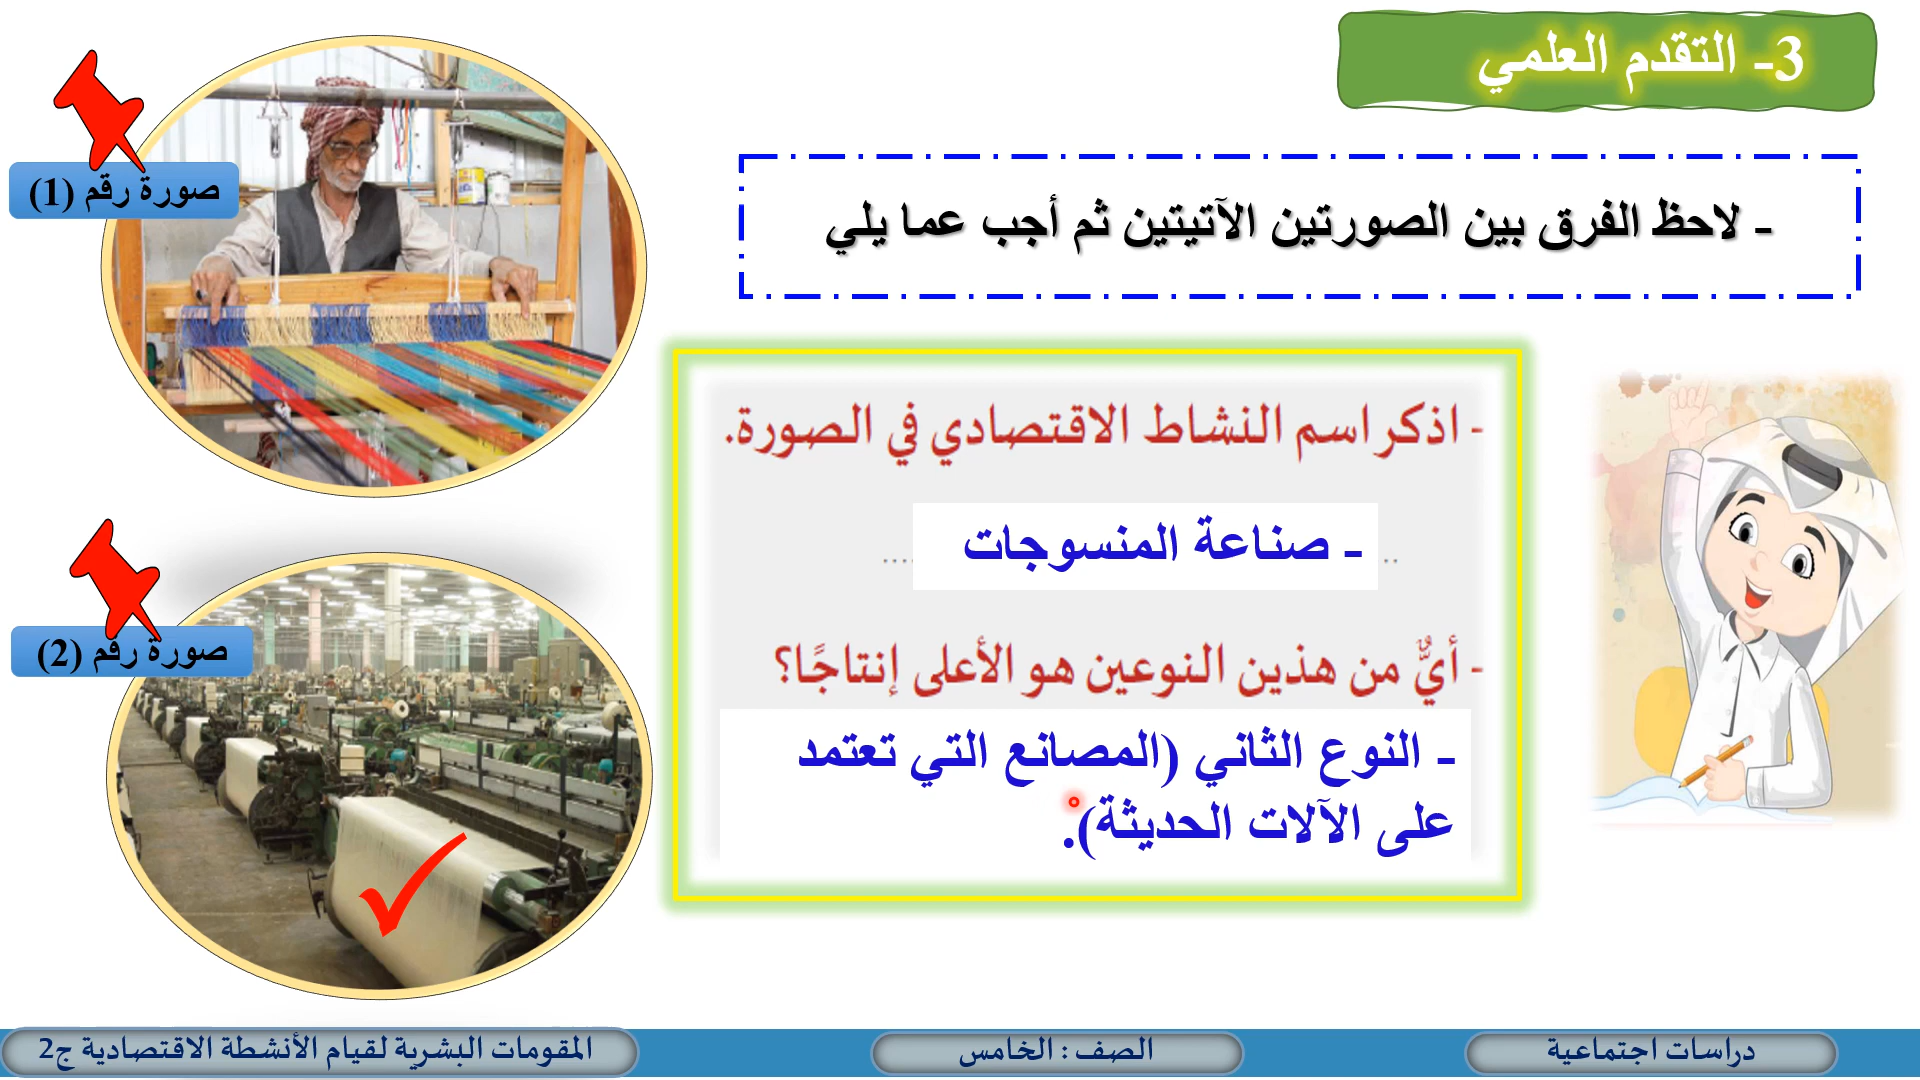 3- التقدم العلمي
- لاحظ الفرق بين الصورتين الآتيتين ثم أجب عما يلي
صورة رقم (1)
- اذكر اسم النشاط الاقتصادي في الصورة.
- صناعة المنسوجات
- أيٌّ من هذين النوعين هو الأعلى إنتاجًا؟
- النوع الثاني (المصانع التي تعتمد
على الآلات الحديثة).
صورة رقم (2)
دراسات اجتماعية
الصف : الخامس
المقومات البشرية لقيام الأنشطة الاقتصادية ج2